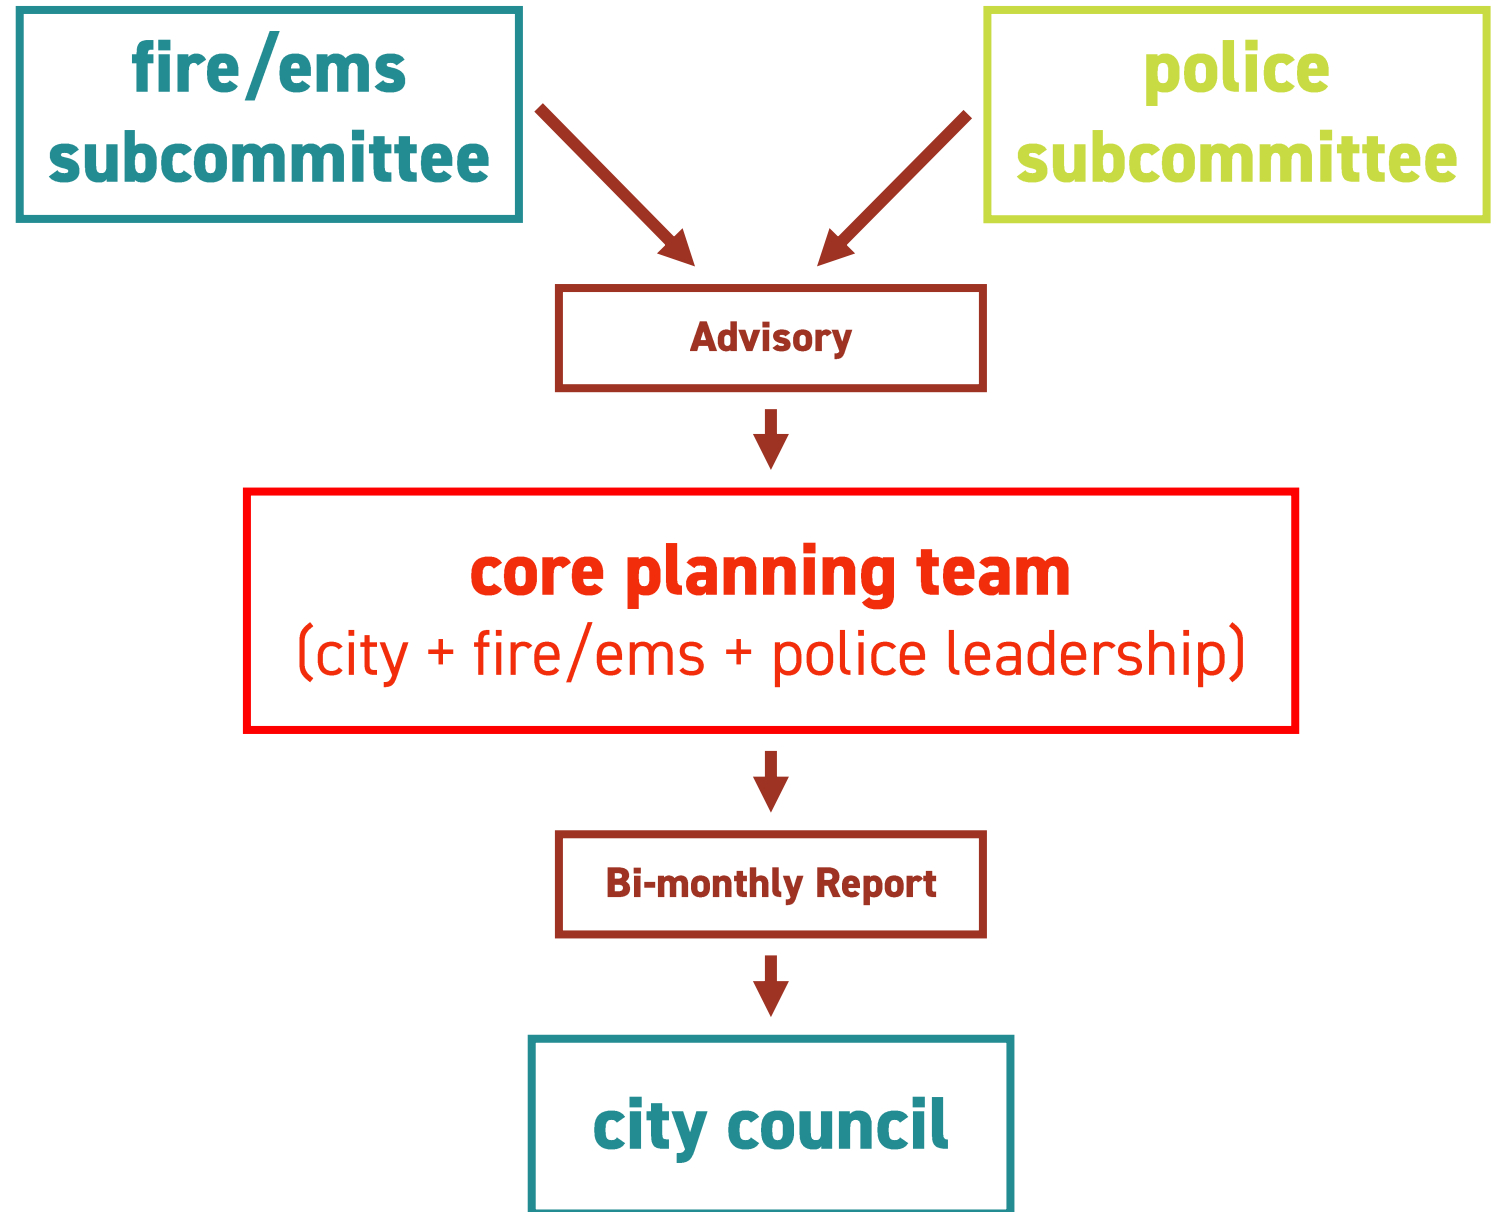 fire/ems
subcommittee
police
subcommittee
Advisory
core planning team
(city + fire/ems + police leadership)
Bi-monthly Report
city council